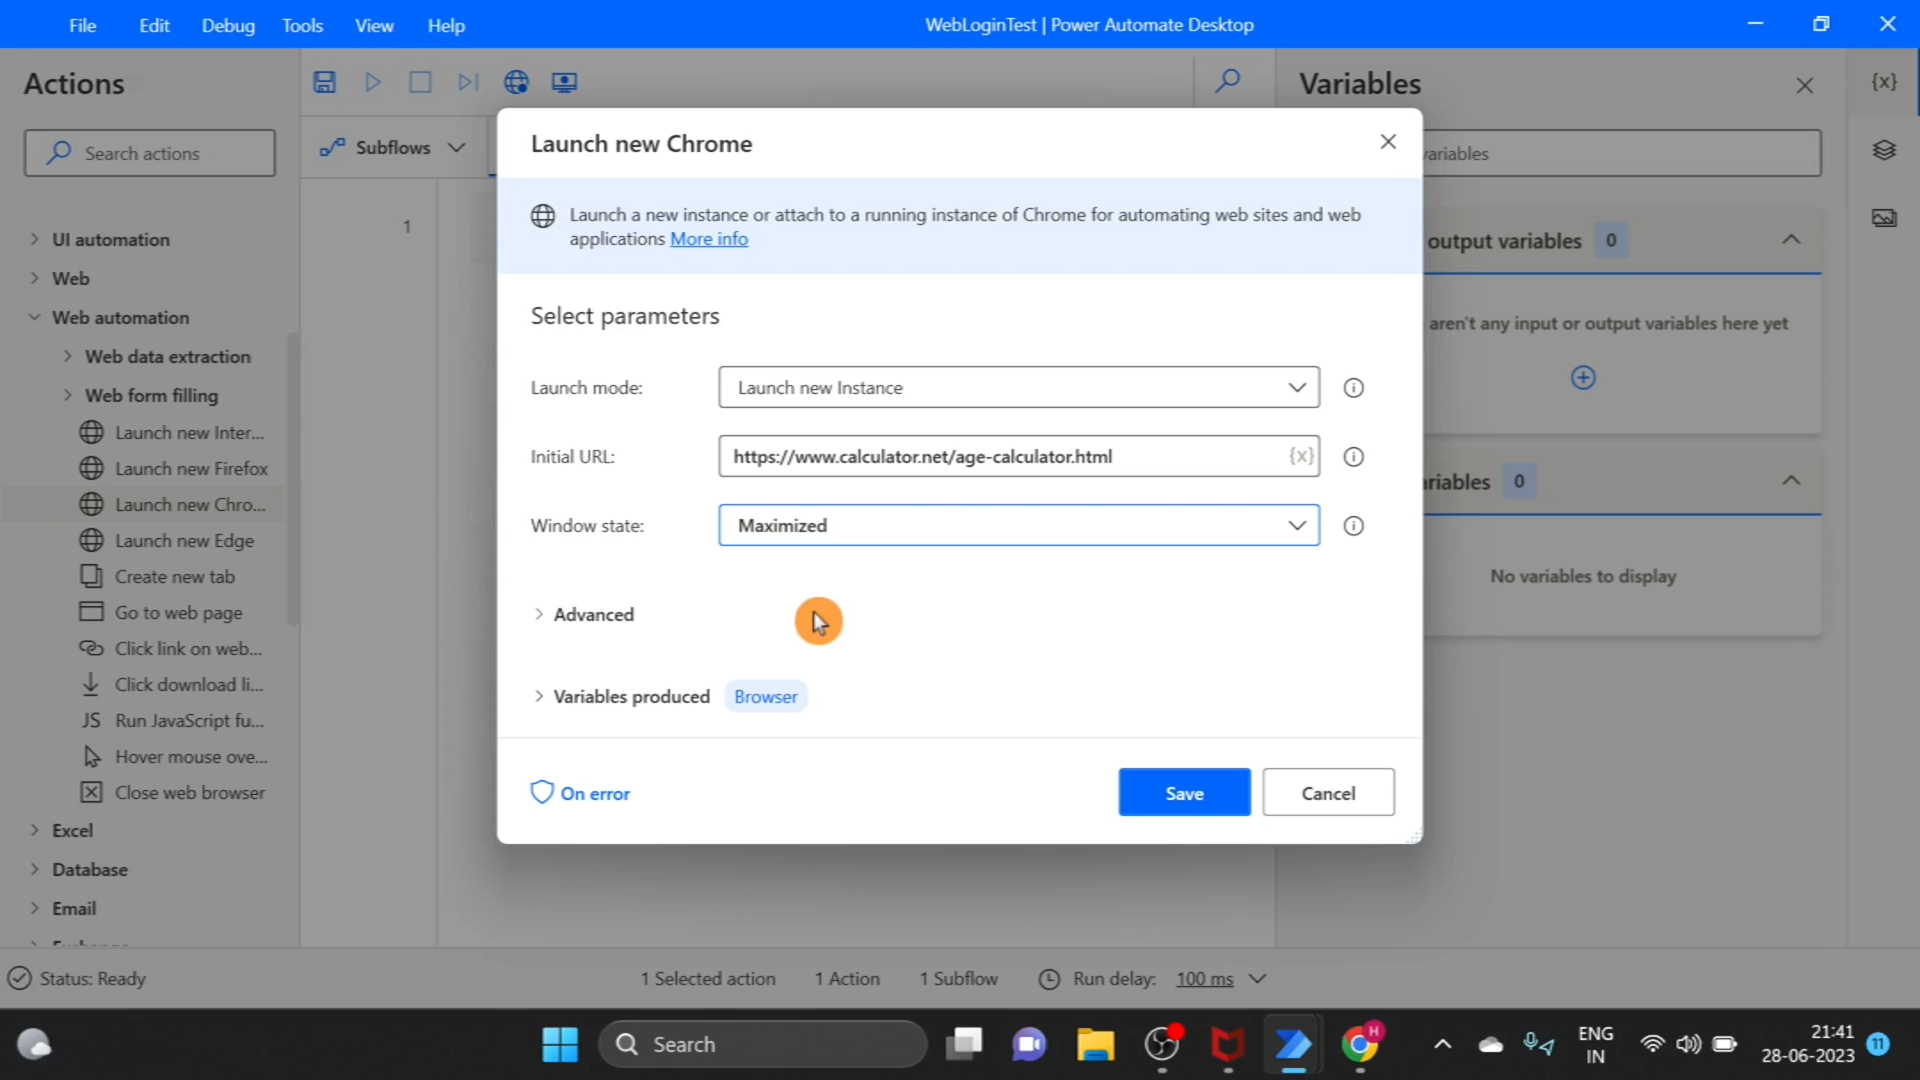 File Edit Debug Tools View Help
WebLoginTest | Power Automate Desktop
Actions
Search actions
UI automation
Web
Web automation
Web data extraction
Web form filling
Launch new Inter...
Launch new Firefox
Launch new Chro...
Launch new Edge
Create new tab
Go to web page
Click link on web...
Click download li...
JS Run JavaScript fu...
Hover mouse ove...
Close web browser
Excel
Database
Email
Subflows
1
Launch new Chrome
Launch a new instance or attach to a running instance of Chrome for automating web sites and web
applications More info
Select parameters
Launch mode: Launch new Instance
Initial URL: https://www.calculator.net/age-calculator.html {x}
Window state: Maximized
Advanced
Variables produced Browser
On error
Save Cancel
Variables
{x}
variables
output variables 0
aren't any input or output variables here yet
0
No variables to display
Status: Ready
1 Selected action 1 Action 1 Subflow Run delay: 100 ms
Search
H
ENG
IN
21:41
28-06-2023
11